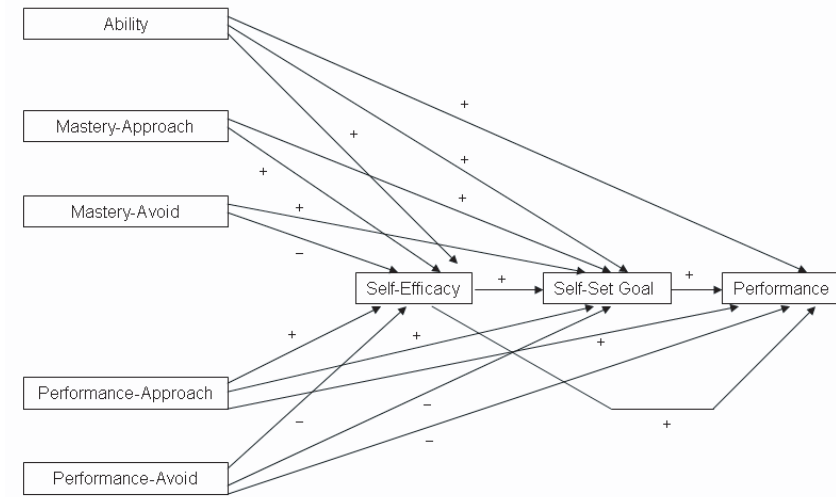 Ability
+
Mastery-Approach
+
+
+
+
Mastery-Avoid
+
–
Self-Efficacy
+
Self-Set Goal
+
Performance
+
+
+
Performance-Approach
–
–
–
+
Performance-Avoid